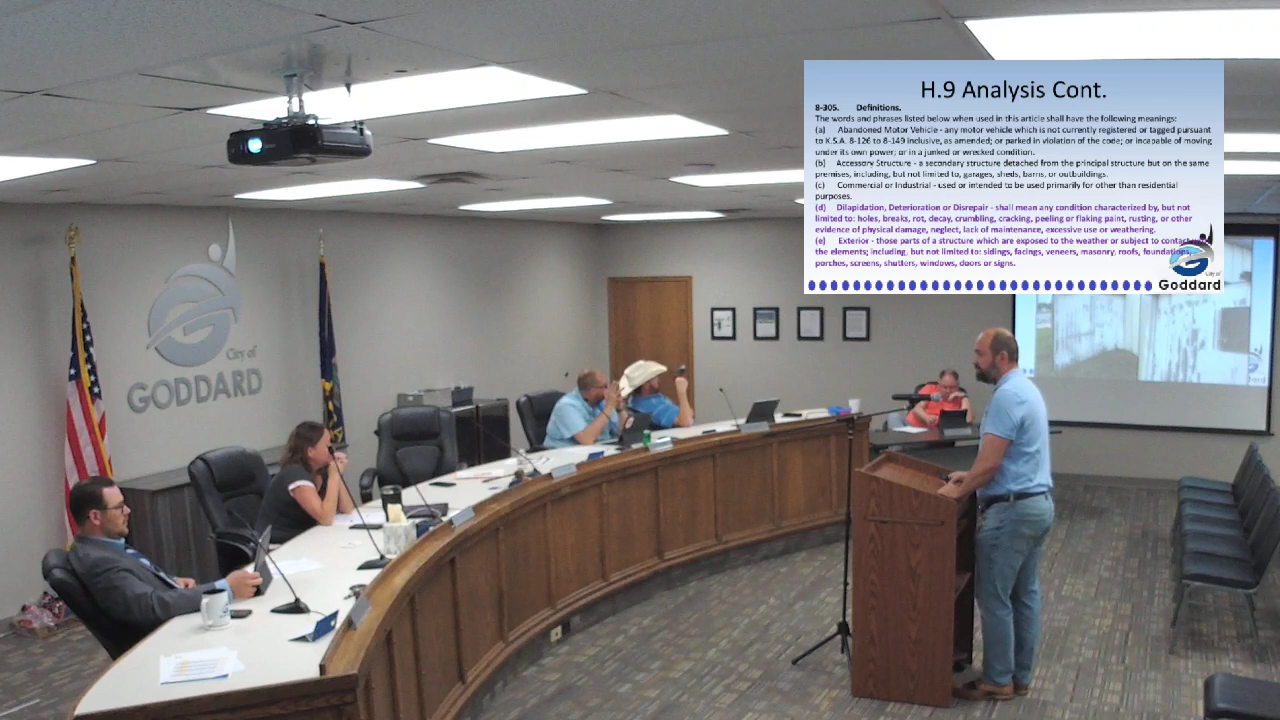 H.9 Analysis Cont.
8-305. Definitions.
The words and phrases listed below when used in this article shall have the following meanings:
(a) Abandoned Motor Vehicle - any motor vehicle which is not currently registered or tagged pursuant
to K.S.A. 8-126 to 8-149 inclusive, as amended; or parked in violation of the code; or incapable of moving
under its own power; or in a junked or wrecked condition.
(b) Accessory Structure - a secondary structure detached from the principal structure but on the same
premises, including, but not limited to, garages, sheds, barns, or outbuildings.
(c) Commercial or Industrial - used or intended to be used primarily for other than residential
purposes.
(d) Dilapidation, Deterioration or Disrepair - shall mean any condition characterized by, but not
limited to: holes, breaks, rot, decay, crumbling, cracking, peeling or flaking paint, rusting, or other
evidence of physical damage, neglect, lack of maintenance, excessive use or weathering.
(e) Exterior - those parts of a structure which are exposed to the weather or subject to contact
the elements; including, but not limited to: sidings, facings, veneers, masonry, roofs, foundations,
porches, screens, shutters, windows, doors or signs.
City of
Goddard
City of
GODDARD